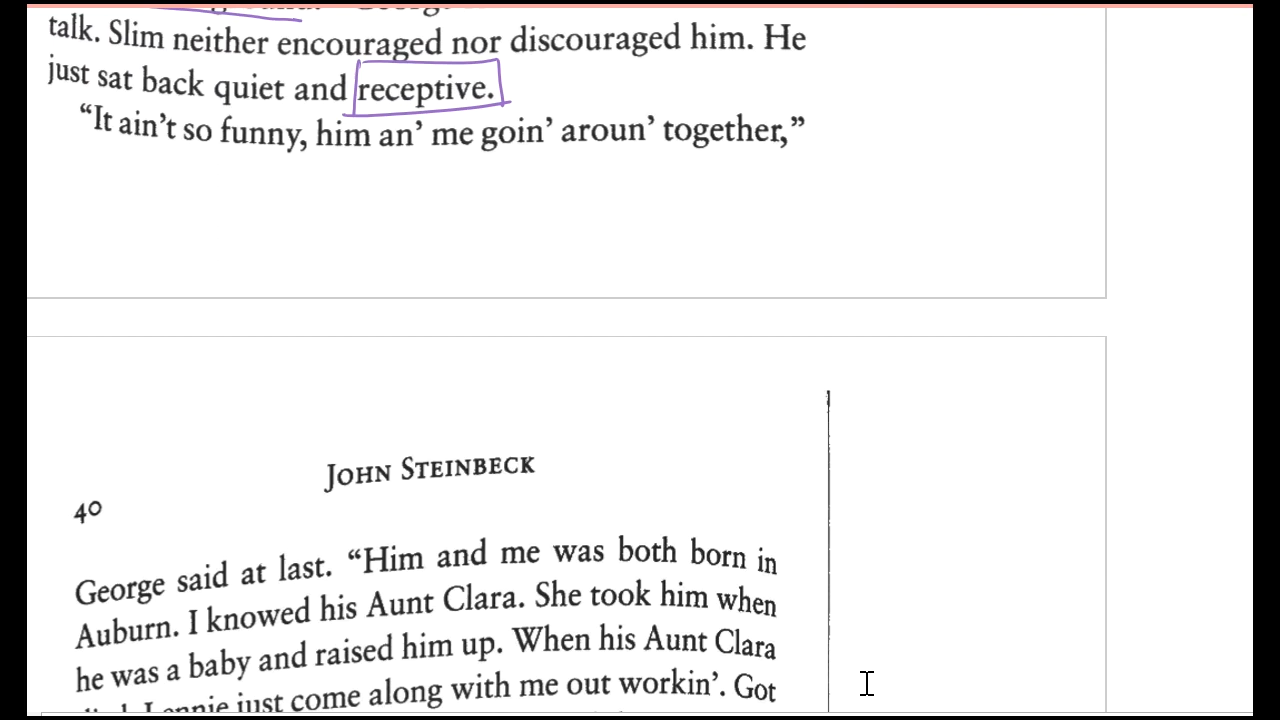 talk. Slim neither encouraged nor discouraged him. He
just sat back quiet and receptive.
“It ain’t so funny, him an’ me goin’ aroun’ together,”
JOHN STEINBECK
40
George said at last. “Him and me was both born in
Auburn. I knowed his Aunt Clara. She took him when
he was a baby and raised him up. When his Aunt Clara
Lennie just come along with me out workin’. Got